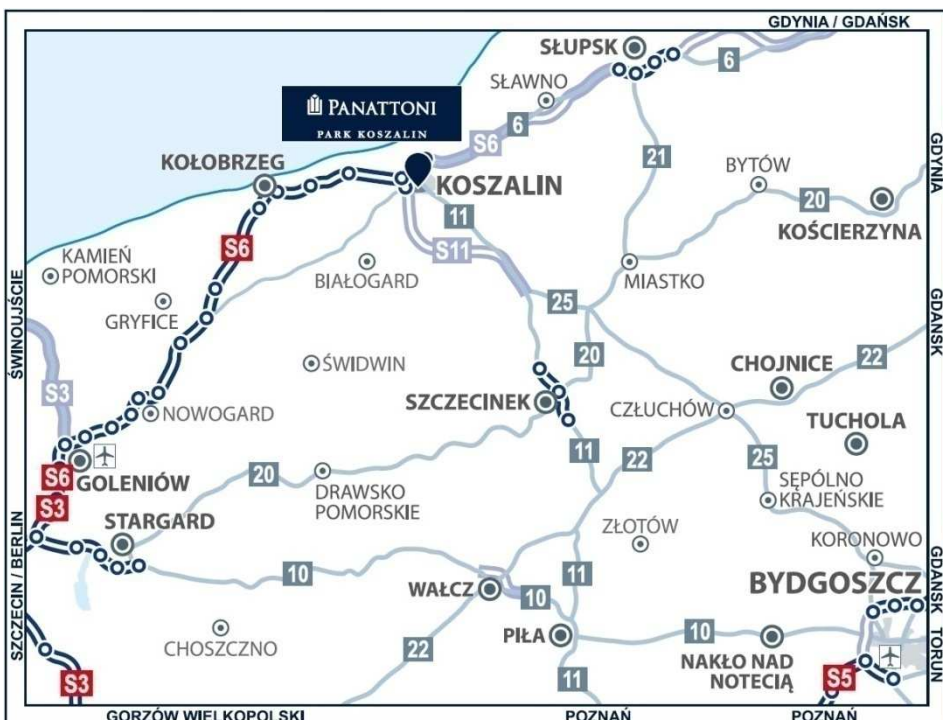 GDYNIA / GDAŃSK
SŁUPSK
6
SŁAWNO
PANATTONI
PARK KOSZALIN
6
S6
21
BYTÓW
GDYNIA
KOŁOBRZEG
KOSZALIN
20
11
KOŚCIERZYNA
S6
S11
KAMIEŃ
POMORSKI
BIAŁOGARD
MIASTKO
GRYFICE
25
GDAŃSK
ŚWINOUJŚCIE
ŚWIDWIN
20
CHOJNICE
22
S3
SZCZECINEK
CZŁUCHÓW
NOWOGARD
TUCHOLA
11
22
25
S6
GOLENIÓW
20
DRAWSKO
POMORSKIE
SĘPÓLNO
KRAJEŃSKIE
S3
STARGARD
ZŁOTÓW
KORONOWO
SZCZECIN / BERLIN
10
WAŁCZ
10
11
BYDGOSZCZ
GDAŃSK
CHOSZCZNO
22
PIŁA
10
NAKŁO NAD
NOTECIĄ
TORUŃ
S3
11
S5
GORZÓW WIELKOPOLSKI
POZNAŃ
POZNAŃ